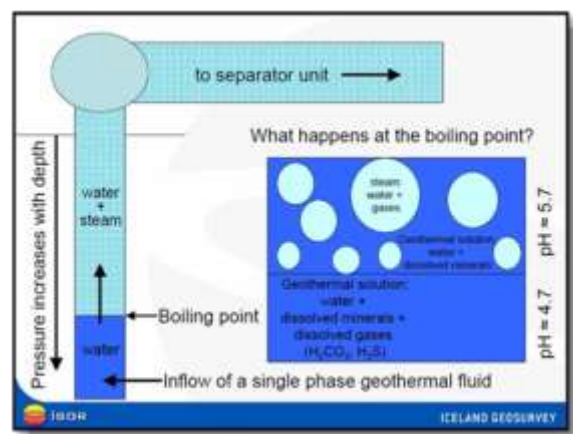 to separator unit
What happens at the boiling point?
Pressure increases with depth
water
+
steam
steam:
water +
gases
Geothermal solution:
water +
dissolved minerals
pH = 5.7
Geothermal solution:
water +
dissolved minerals +
dissolved gases
(H₂CO₃, H₂S)
pH = 4.7
Boiling point
water
Inflow of a single phase geothermal fluid
ÍSOR
ICELAND GEOSURVEY